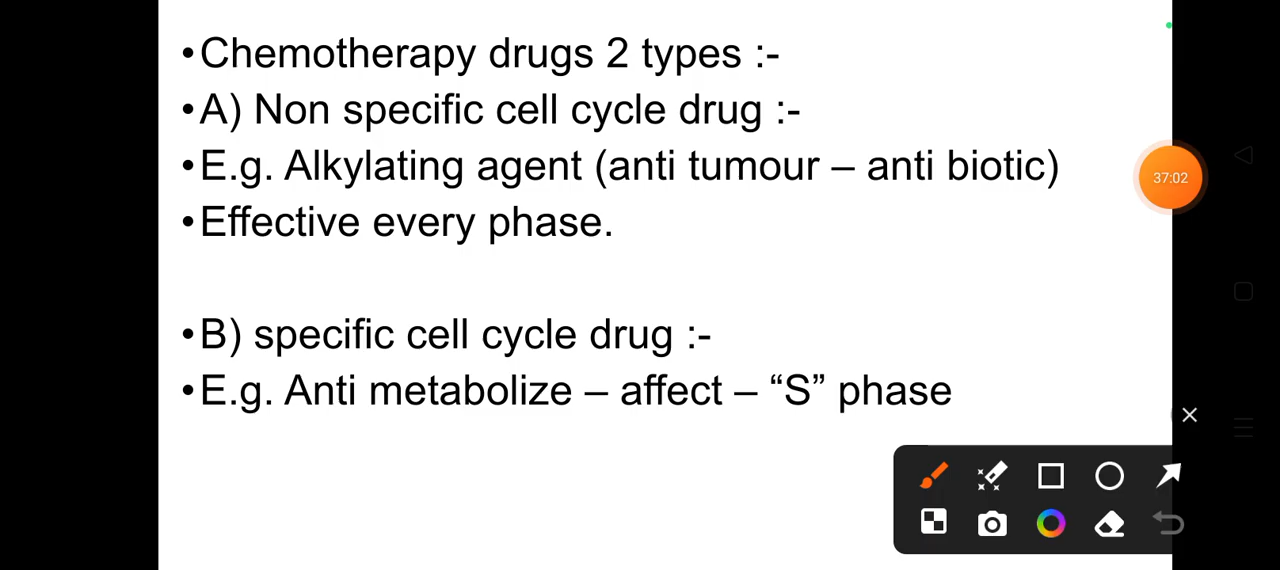 •Chemotherapy drugs 2 types :-
•A) Non specific cell cycle drug :-
•E.g. Alkylating agent (anti tumour – anti biotic)
•Effective every phase.
•B) specific cell cycle drug :-
•E.g. Anti metabolize – affect – “S” phase
37:02